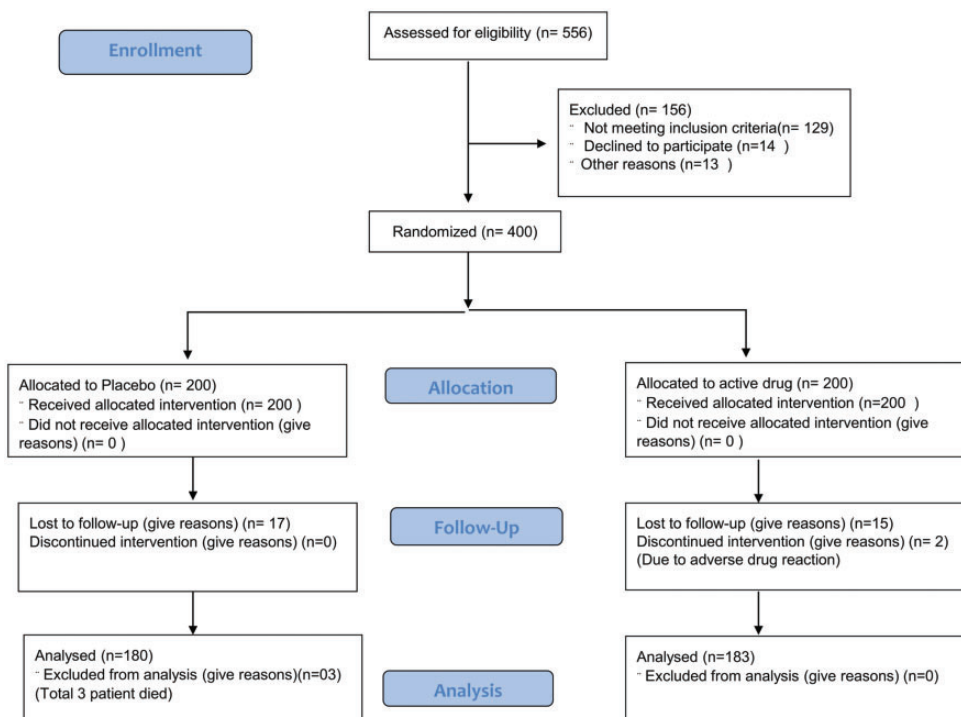 Enrollment
Assessed for eligibility (n= 556)
Excluded (n= 156)
¨ Not meeting inclusion criteria(n= 129)
¨ Declined to participate (n=14 )
¨ Other reasons (n=13 )
Randomized (n= 400)
Allocation
Allocated to Placebo (n= 200)
¨ Received allocated intervention (n= 200 )
¨ Did not receive allocated intervention (give
reasons) (n= 0 )
Allocated to active drug (n= 200)
¨ Received allocated intervention (n=200 )
¨ Did not receive allocated intervention (give
reasons) (n= 0 )
Follow-Up
Lost to follow-up (give reasons) (n= 17)
Discontinued intervention (give reasons) (n=0)
Lost to follow-up (give reasons) (n=15)
Discontinued intervention (give reasons) (n= 2)
(Due to adverse drug reaction)
Analysis
Analysed (n=180)
¨ Excluded from analysis (give reasons)(n=03)
(Total 3 patient died)
Analysed (n=183)
¨ Excluded from analysis (give reasons) (n=0)